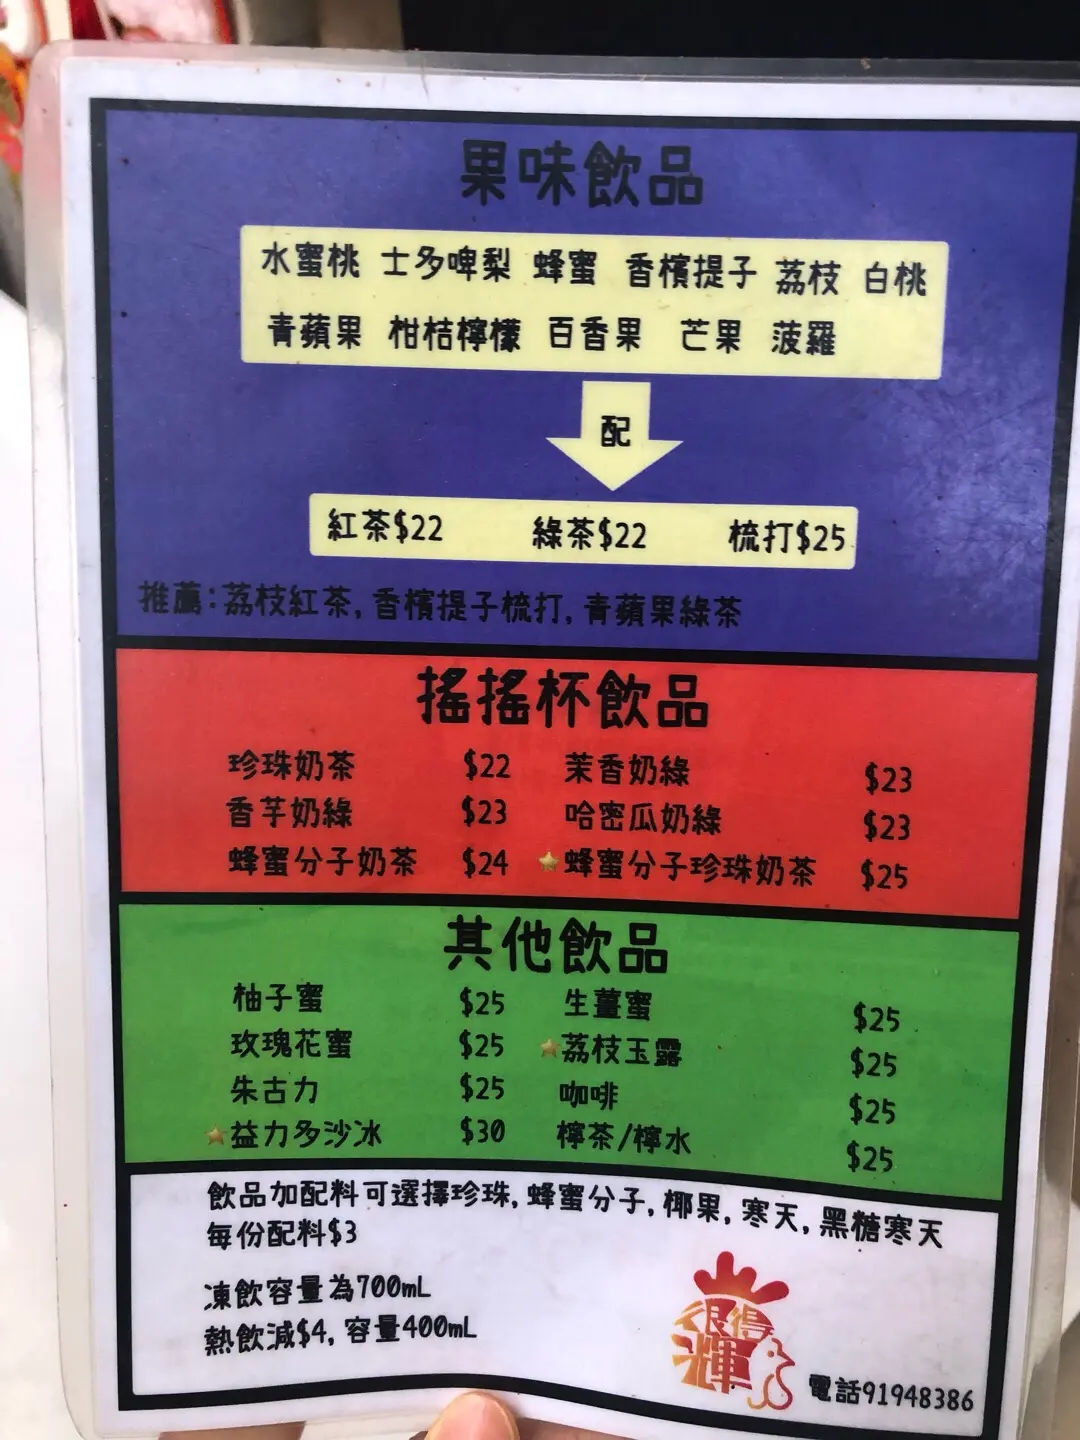 果味飲品
水蜜桃 士多啤梨 蜂蜜 香檳提子 荔枝 白桃
青蘋果 柑桔檸檬 百香果 芒果 菠羅
配
紅茶$22 綠茶$22 梳打$25
推薦:荔枝紅茶,香檳提子梳打,青蘋果綠茶
搖搖杯飲品
珍珠奶茶 $22 茉香奶綠 $23
香芋奶綠 $23 哈密瓜奶綠 $23
蜂蜜分子奶茶 $24 蜂蜜分子珍珠奶茶 $25
其他飲品
柚子蜜 $25 生薑蜜 $25
玫瑰花蜜 $25 荔枝玉露 $25
朱古力 $25 咖啡 $25
益力多沙冰 $30 檸茶/檸水 $25
飲品加配料可選擇珍珠,蜂蜜分子,椰果,寒天,黑糖寒天
每份配料$3
凍飲容量為700mL
熱飲減$4,容量400mL
很得
輝
電話91948386